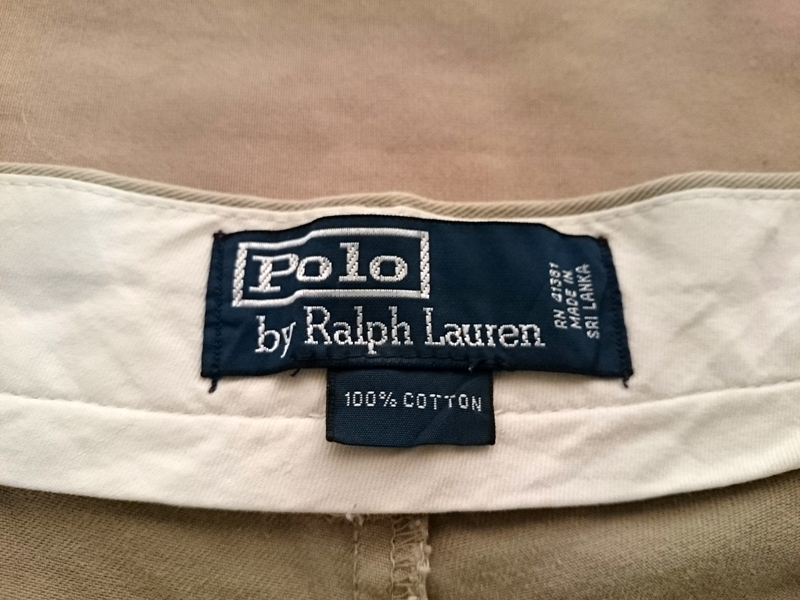 Polo
by Ralph Lauren
RN 41381
MADE IN
SRI LANKA
100% COTTON